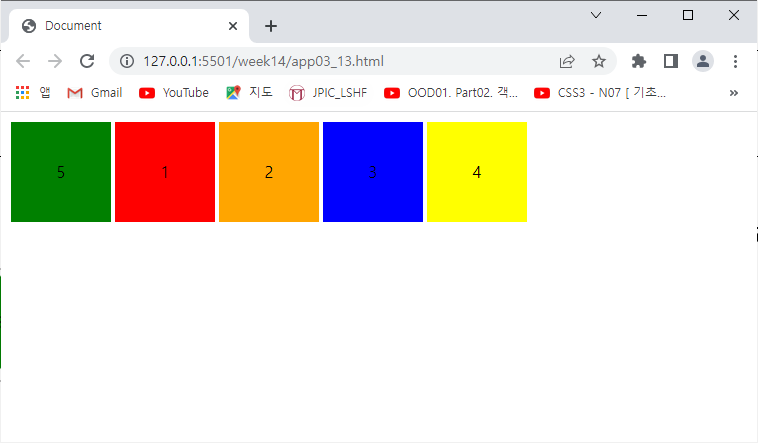 Document
127.0.0.1:5501/week14/app03_13.html
앱 Gmail YouTube 지도 JPIC_LSHF OOD01. Part02. 객... CSS3 - N07 [ 기초...
5 1 2 3 4